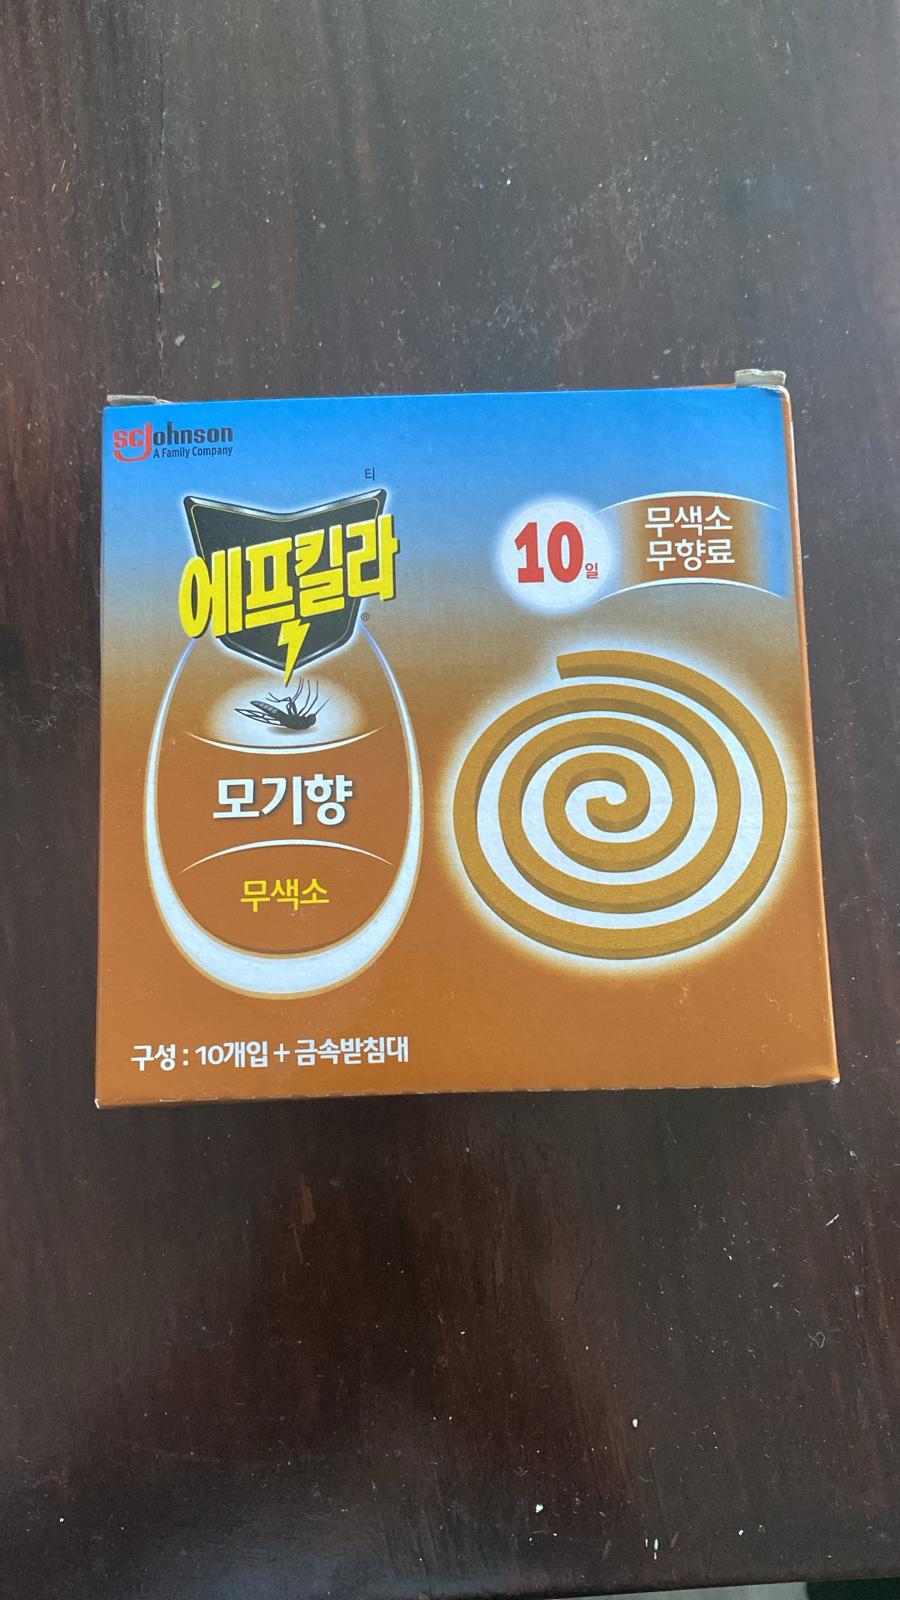 scJohnson
A Family Company
티
에프킬라
®
10일
무색소
무향료
모기향
무색소
구성 : 10개입 + 금속받침대